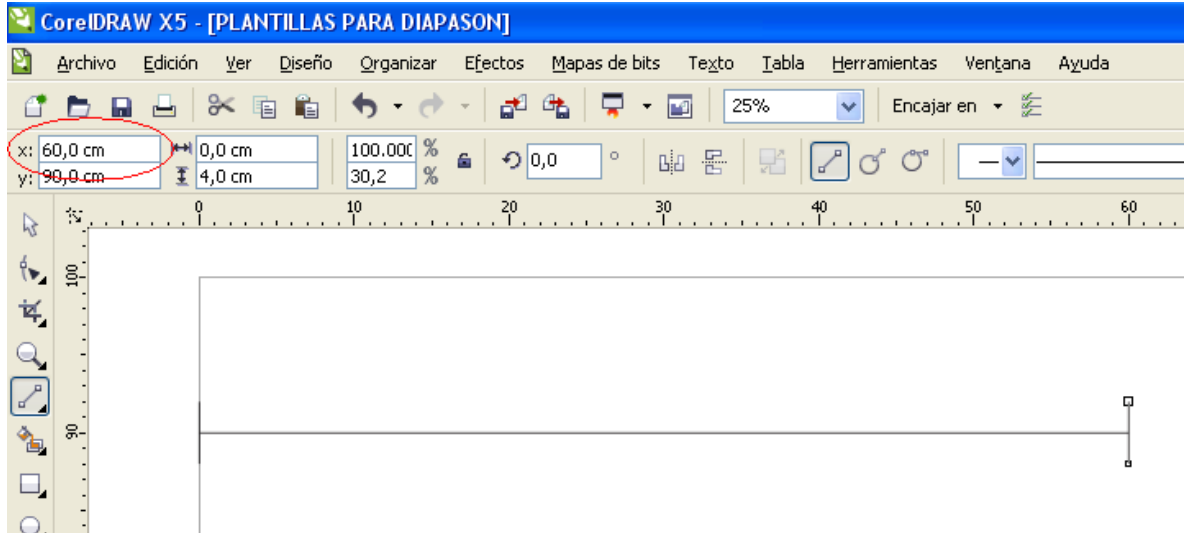 CorelDRAW X5 - [PLANTILLAS PARA DIAPASON]
Archivo Edición Ver Diseño Organizar Efectos Mapas de bits Texto Tabla Herramientas Ventana Ayuda
25% Encajar en
x: 60,0 cm 0,0 cm 100.000 % 0,0 °
y: 90,0 cm 4,0 cm 30,2 %
0 10 20 30 40 50 60
100
90